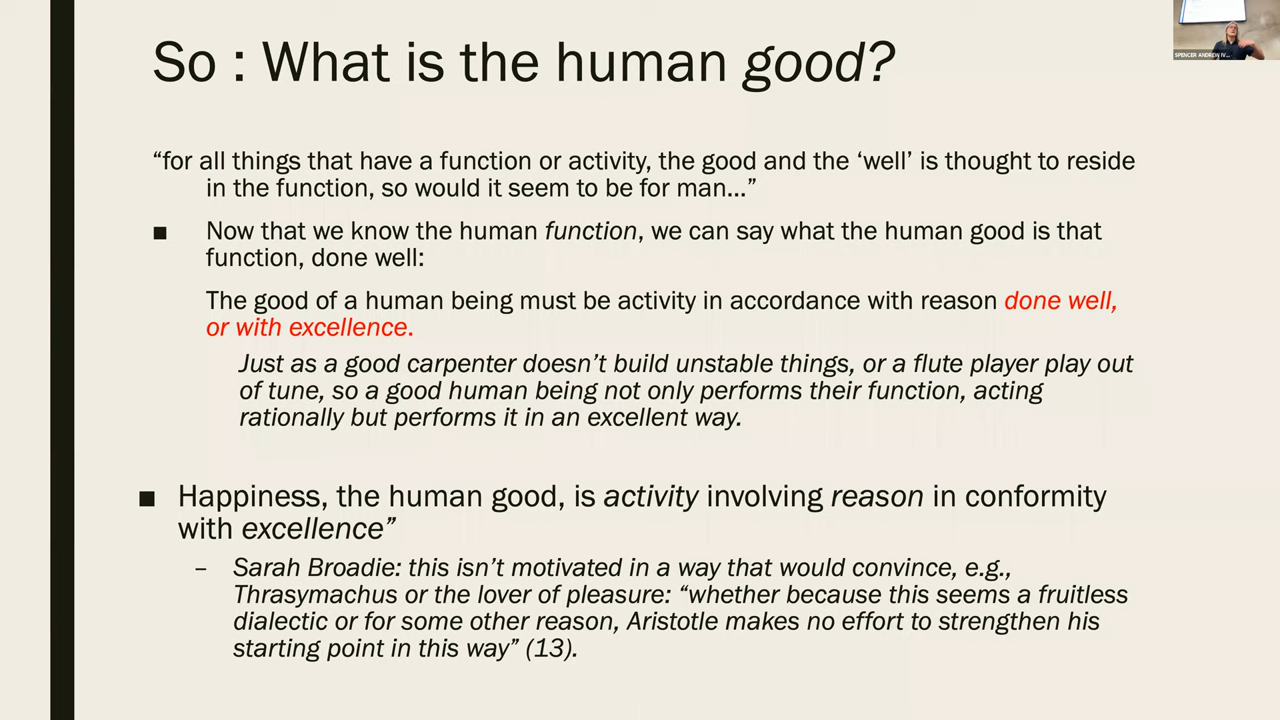 So : What is the human good?
“for all things that have a function or activity, the good and the ‘well’ is thought to reside
in the function, so would it seem to be for man…”
■ Now that we know the human function, we can say what the human good is that
function, done well:
The good of a human being must be activity in accordance with reason done well,
or with excellence.
Just as a good carpenter doesn’t build unstable things, or a flute player play out
of tune, so a good human being not only performs their function, acting
rationally but performs it in an excellent way.
■ Happiness, the human good, is activity involving reason in conformity
with excellence”
– Sarah Broadie: this isn’t motivated in a way that would convince, e.g.,
Thrasymachus or the lover of pleasure: “whether because this seems a fruitless
dialectic or for some other reason, Aristotle makes no effort to strengthen his
starting point in this way” (13).
SPENCER ANDREW IV...